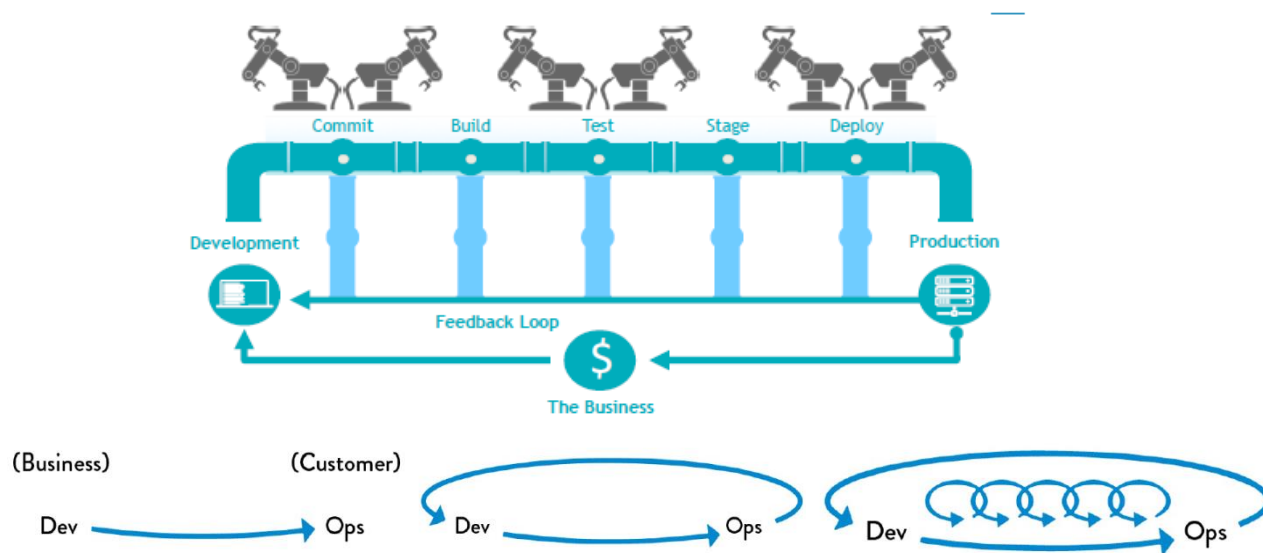 Commit Build Test Stage Deploy
Development Production
Feedback Loop
$
The Business
(Business) (Customer)
Dev Ops Dev Ops Dev Ops